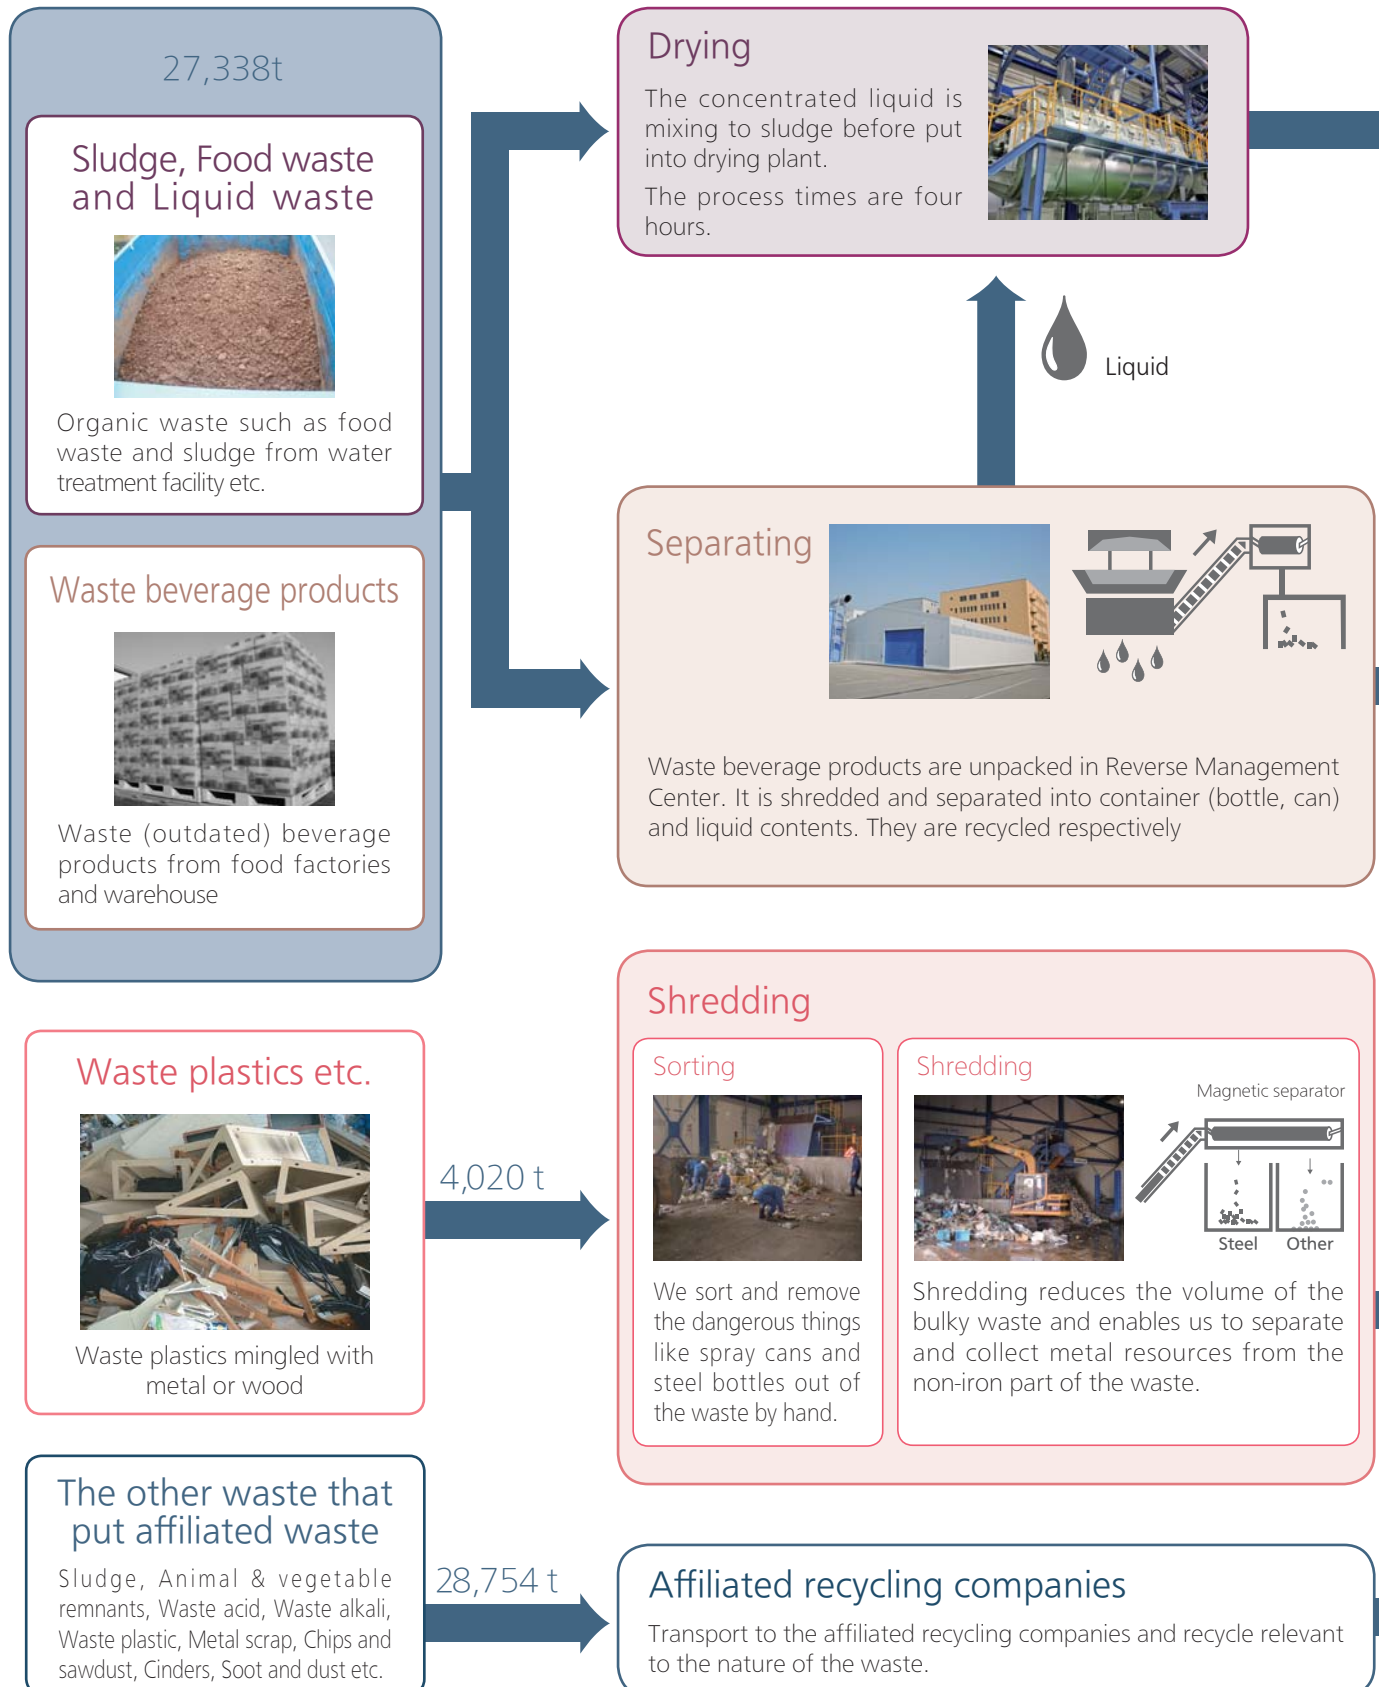 27,338t
Sludge, Food waste
and Liquid waste
Organic waste such as food
waste and sludge from water
treatment facility etc.
Waste beverage products
Waste (outdated) beverage
products from food factories
and warehouse
Drying
The concentrated liquid is
mixing to sludge before put
into drying plant.
The process times are four
hours.
Liquid
Separating
Waste beverage products are unpacked in Reverse Management
Center. It is shredded and separated into container (bottle, can)
and liquid contents. They are recycled respectively
Waste plastics etc.
Waste plastics mingled with
metal or wood
4,020 t
Shredding
Sorting
We sort and remove
the dangerous things
like spray cans and
steel bottles out of
the waste by hand.
Shredding
Magnetic separator
Steel
Other
Shredding reduces the volume of the
bulky waste and enables us to separate
and collect metal resources from the
non-iron part of the waste.
The other waste that
put affiliated waste
Sludge, Animal & vegetable
remnants, Waste acid, Waste alkali,
Waste plastic, Metal scrap, Chips and
sawdust, Cinders, Soot and dust etc.
28,754 t
Affiliated recycling companies
Transport to the affiliated recycling companies and recycle relevant
to the nature of the waste.